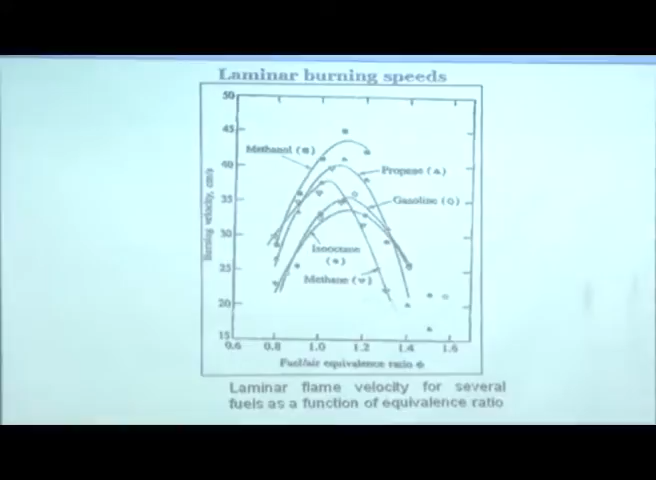 Laminar burning speeds
50
45
Methanol
40
Propane
35
Gasoline
Burning velocity, cm/s
30
Isooctane
25
Methane
20
15
0.6 0.8 1.0 1.2 1.4 1.6
Fuel/air equivalence ratio ϕ
Laminar flame velocity for several
fuels as a function of equivalence ratio